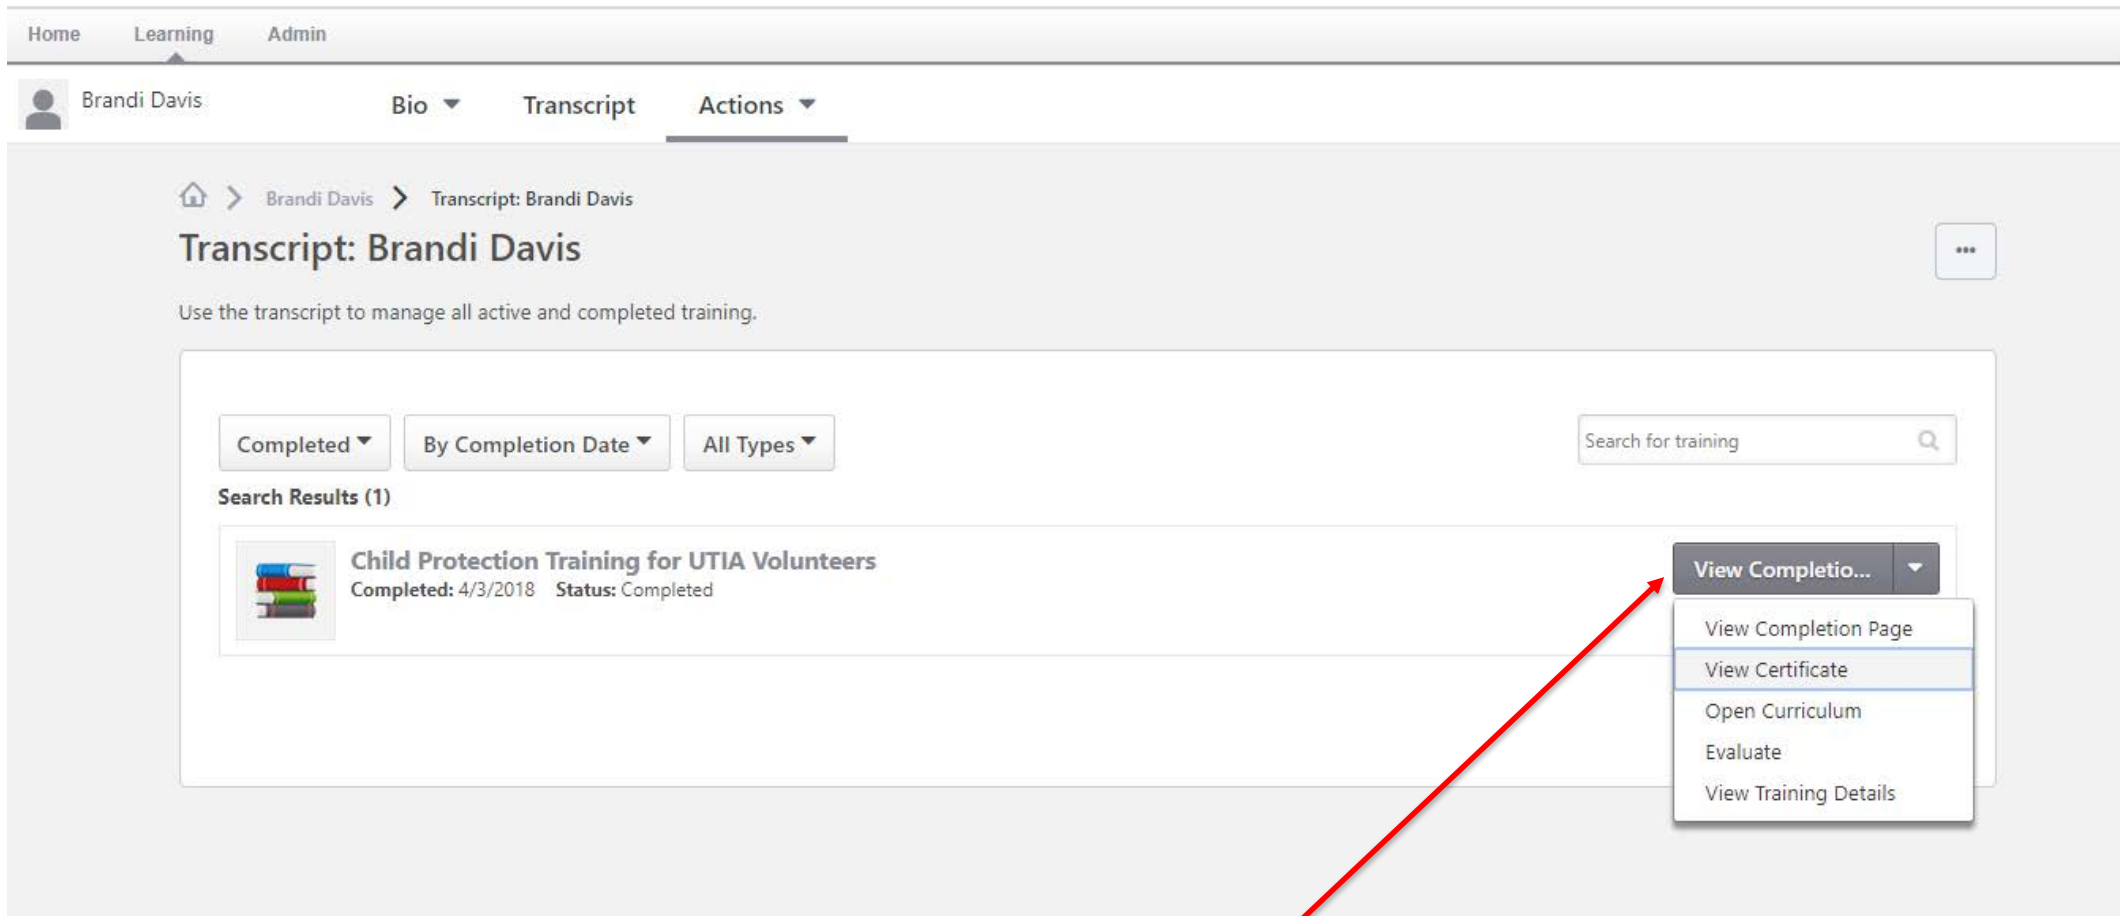 Home Learning Admin
Brandi Davis Bio Transcript Actions
Brandi Davis Transcript: Brandi Davis
Transcript: Brandi Davis
Use the transcript to manage all active and completed training.
Completed By Completion Date All Types Search for training
Search Results (1)
Child Protection Training for UTIA Volunteers
Completed: 4/3/2018 Status: Completed
View Completio...
View Completion Page
View Certificate
Open Curriculum
Evaluate
View Training Details